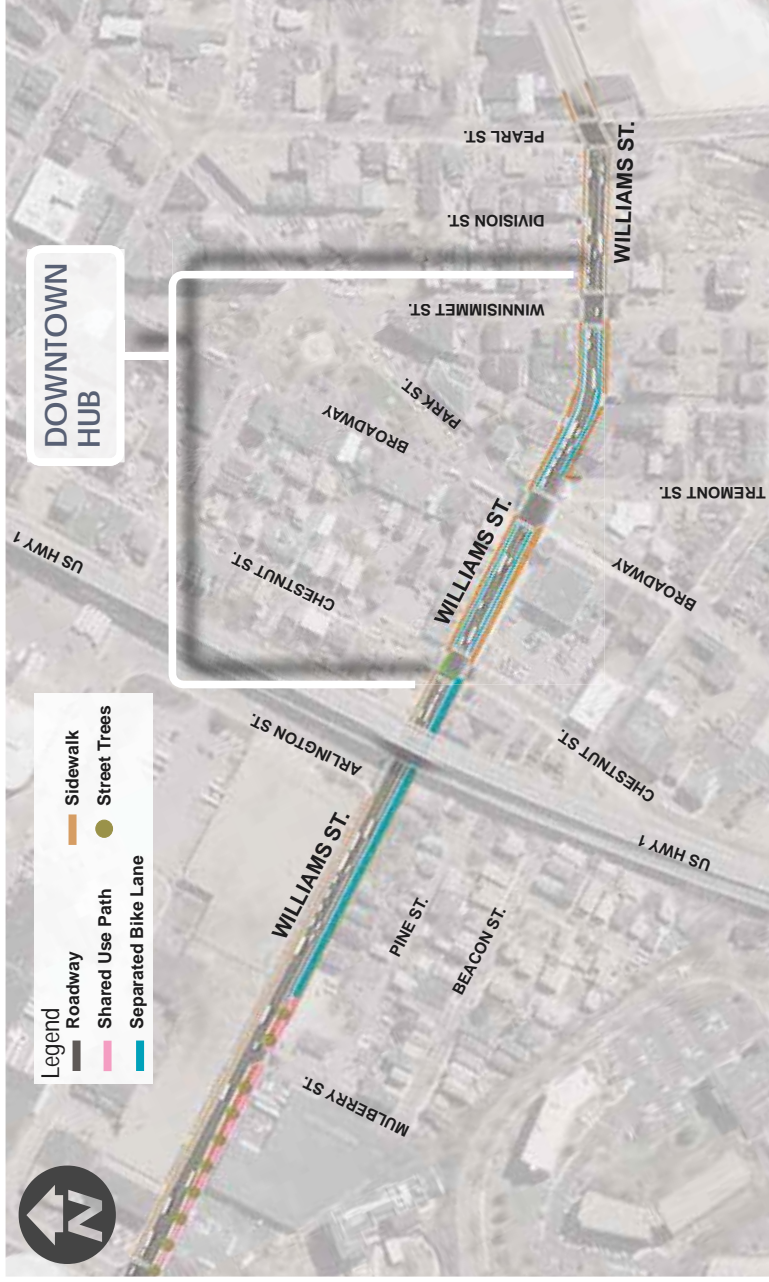 DOWNTOWN
HUB
PEARL ST.
DIVISION ST.
WINNISIMMET ST.
WILLIAMS ST.
PARK ST.
BROADWAY
TREMONT ST.
US HWY 1
CHESTNUT ST.
WILLIAMS ST.
BROADWAY
ARLINGTON ST.
CHESTNUT ST.
US HWY 1
WILLIAMS ST.
PINE ST.
BEACON ST.
MULBERRY ST.
Legend
Roadway
Sidewalk
Shared Use Path
Street Trees
Separated Bike Lane
N